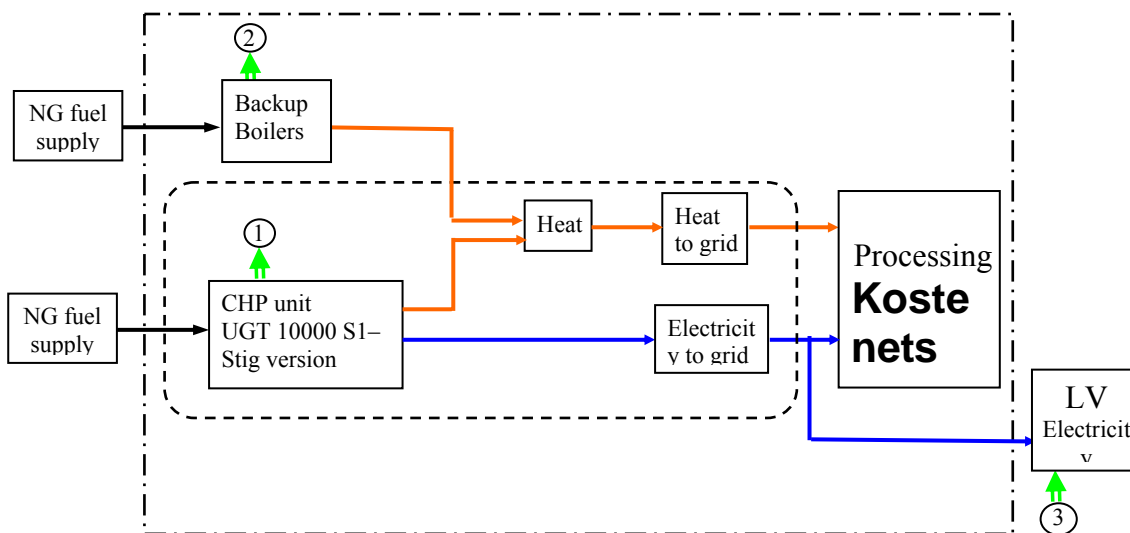 2
NG fuel
supply
Backup
Boilers
1
Heat
Heat
to grid
Processing
Koste
nets
NG fuel
supply
CHP unit
UGT 10000 S1–
Stig version
Electricit
y to grid
LV
Electricit
y
3